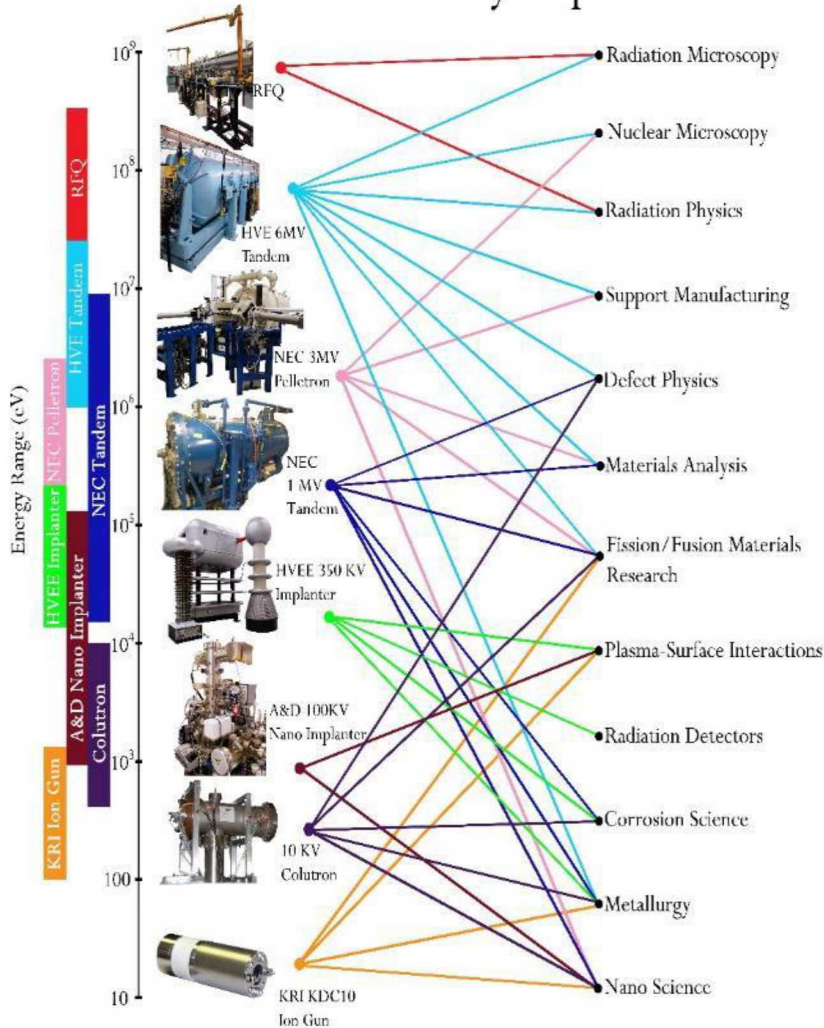 10⁹
10⁸
10⁷
10⁶
10⁵
10⁴
10³
100
10
Energy Range (eV)
RFQ
HVE Tandem
NEC Pelletron
NEC Tandem
HVEE Implanter
A&D Nano Implanter
Colutron
KRI Ion Gun
RFQ
HVE 6MV
Tandem
NEC 3MV
Pelletron
NEC
1 MV
Tandem
HVEE 350 KV
Implanter
A&D 100KV
Nano Implanter
10 KV
Colutron
KRI KDC10
Ion Gun
Radiation Microscopy
Nuclear Microscopy
Radiation Physics
Support Manufacturing
Defect Physics
Materials Analysis
Fission/Fusion Materials
Research
Plasma-Surface Interactions
Radiation Detectors
Corrosion Science
Metallurgy
Nano Science